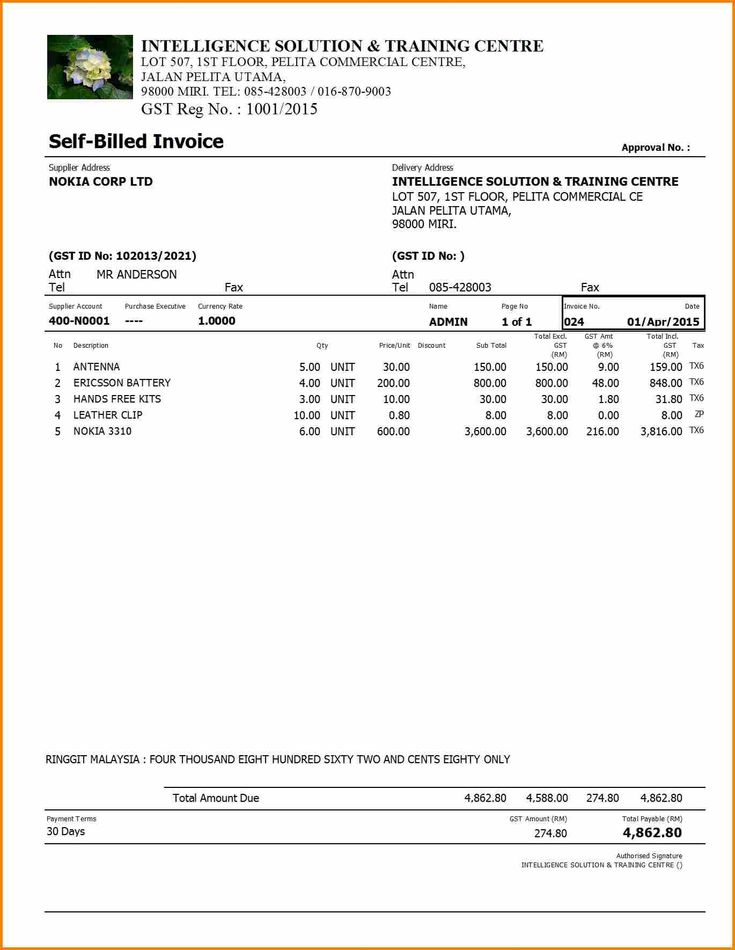 INTELLIGENCE SOLUTION & TRAINING CENTRE
LOT 507, 1ST FLOOR, PELITA COMMERCIAL CENTRE,
JALAN PELITA UTAMA,
98000 MIRI. TEL: 085-428003 / 016-870-9003
GST Reg No. : 1001/2015
Self-Billed Invoice
Approval No. :
Supplier Address Delivery Address
NOKIA CORP LTD INTELLIGENCE SOLUTION & TRAINING CENTRE
LOT 507, 1ST FLOOR, PELITA COMMERCIAL CE
JALAN PELITA UTAMA,
98000 MIRI.
(GST ID No: 102013/2021) (GST ID No: )
Attn MR ANDERSON Attn
Tel Fax Tel 085-428003 Fax
Supplier Account Purchase Executive Currency Rate Name Page No Invoice No. Date
400-N0001 ---- 1.0000 ADMIN 1 of 1 024 01/Apr/2015
No Description Qty Price/Unit Discount Sub Total Total Excl. GST (RM) GST Amt @ 6% (RM) Total Incl. GST (RM) Tax
1 ANTENNA 5.00 UNIT 30.00 150.00 150.00 9.00 159.00 TX6
2 ERICSSON BATTERY 4.00 UNIT 200.00 800.00 800.00 48.00 848.00 TX6
3 HANDS FREE KITS 3.00 UNIT 10.00 30.00 30.00 1.80 31.80 TX6
4 LEATHER CLIP 10.00 UNIT 0.80 8.00 8.00 0.00 8.00 ZP
5 NOKIA 3310 6.00 UNIT 600.00 3,600.00 3,600.00 216.00 3,816.00 TX6
RINGGIT MALAYSIA : FOUR THOUSAND EIGHT HUNDRED SIXTY TWO AND CENTS EIGHTY ONLY
Total Amount Due 4,862.80 4,588.00 274.80 4,862.80
Payment Terms GST Amount (RM) Total Payable (RM)
30 Days 274.80 4,862.80
Authorised Signature
INTELLIGENCE SOLUTION & TRAINING CENTRE ()